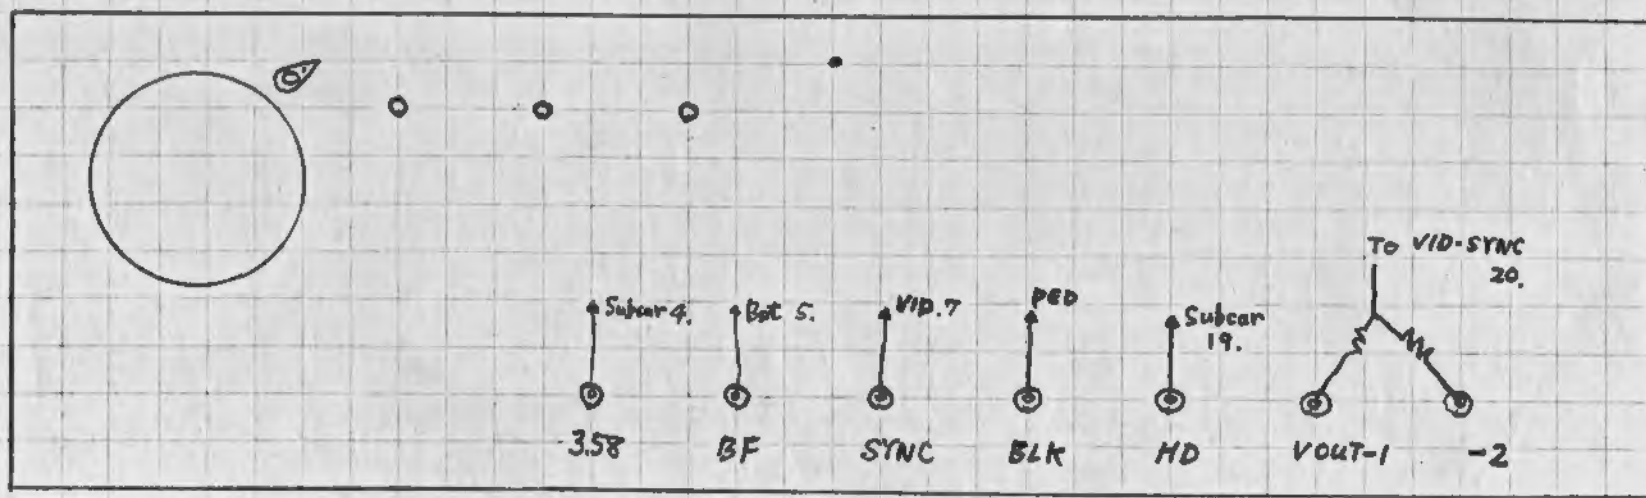 To VID-SYNC
20.
Subcar 4.
Bst 5.
VID.7
PED
Subcar
19.
3.58
BF
SYNC
BLK
HD
VOUT-1
-2